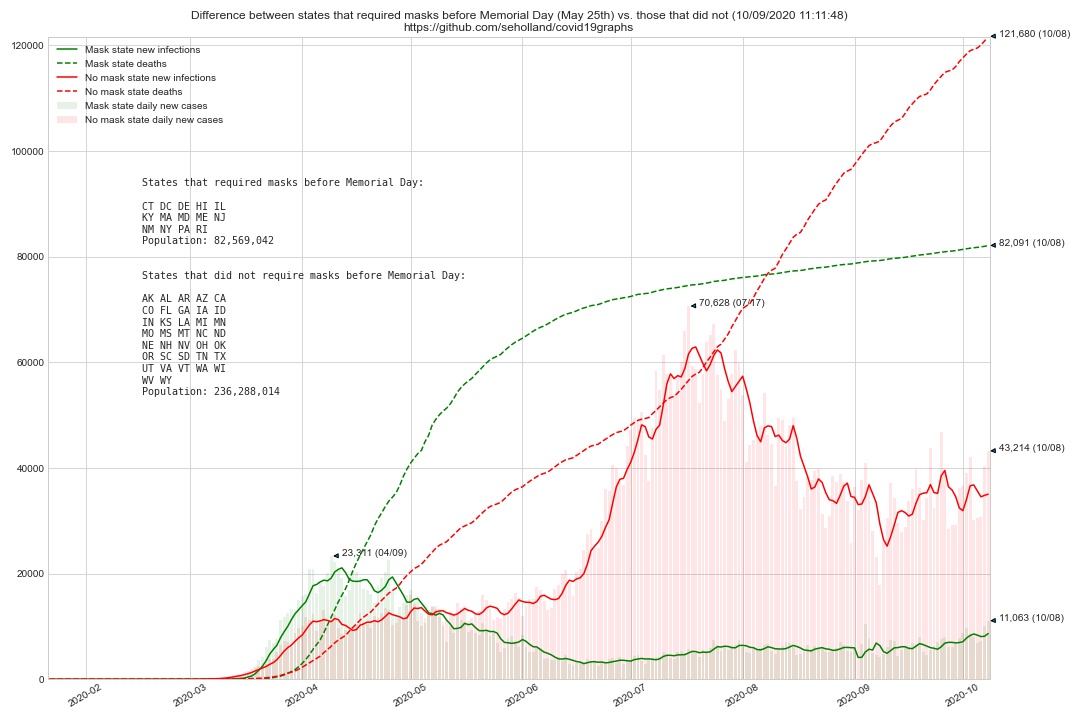 Difference between states that required masks before Memorial Day (May 25th) vs. those that did not (10/09/2020 11:11:48)
https://github.com/seholland/covid19graphs
Mask state new infections
Mask state deaths
No mask state new infections
No mask state deaths
Mask state daily new cases
No mask state daily new cases
States that required masks before Memorial Day:
CT DC DE HI IL
KY MA MD ME NJ
NM NY PA RI
Population: 82,569,042
States that did not require masks before Memorial Day:
AK AL AR AZ CA
CO FL GA IA ID
IN KS LA MI MN
MO MS MT NC ND
NE NH NV OH OK
OR SC SD TN TX
UT VA VT WA WI
WV WY
Population: 236,288,014
121,680 (10/08)
82,091 (10/08)
70,628 (07/17)
43,214 (10/08)
23,311 (04/09)
11,063 (10/08)
120000
100000
80000
60000
40000
20000
0
2020-02
2020-03
2020-04
2020-05
2020-06
2020-07
2020-08
2020-09
2020-10